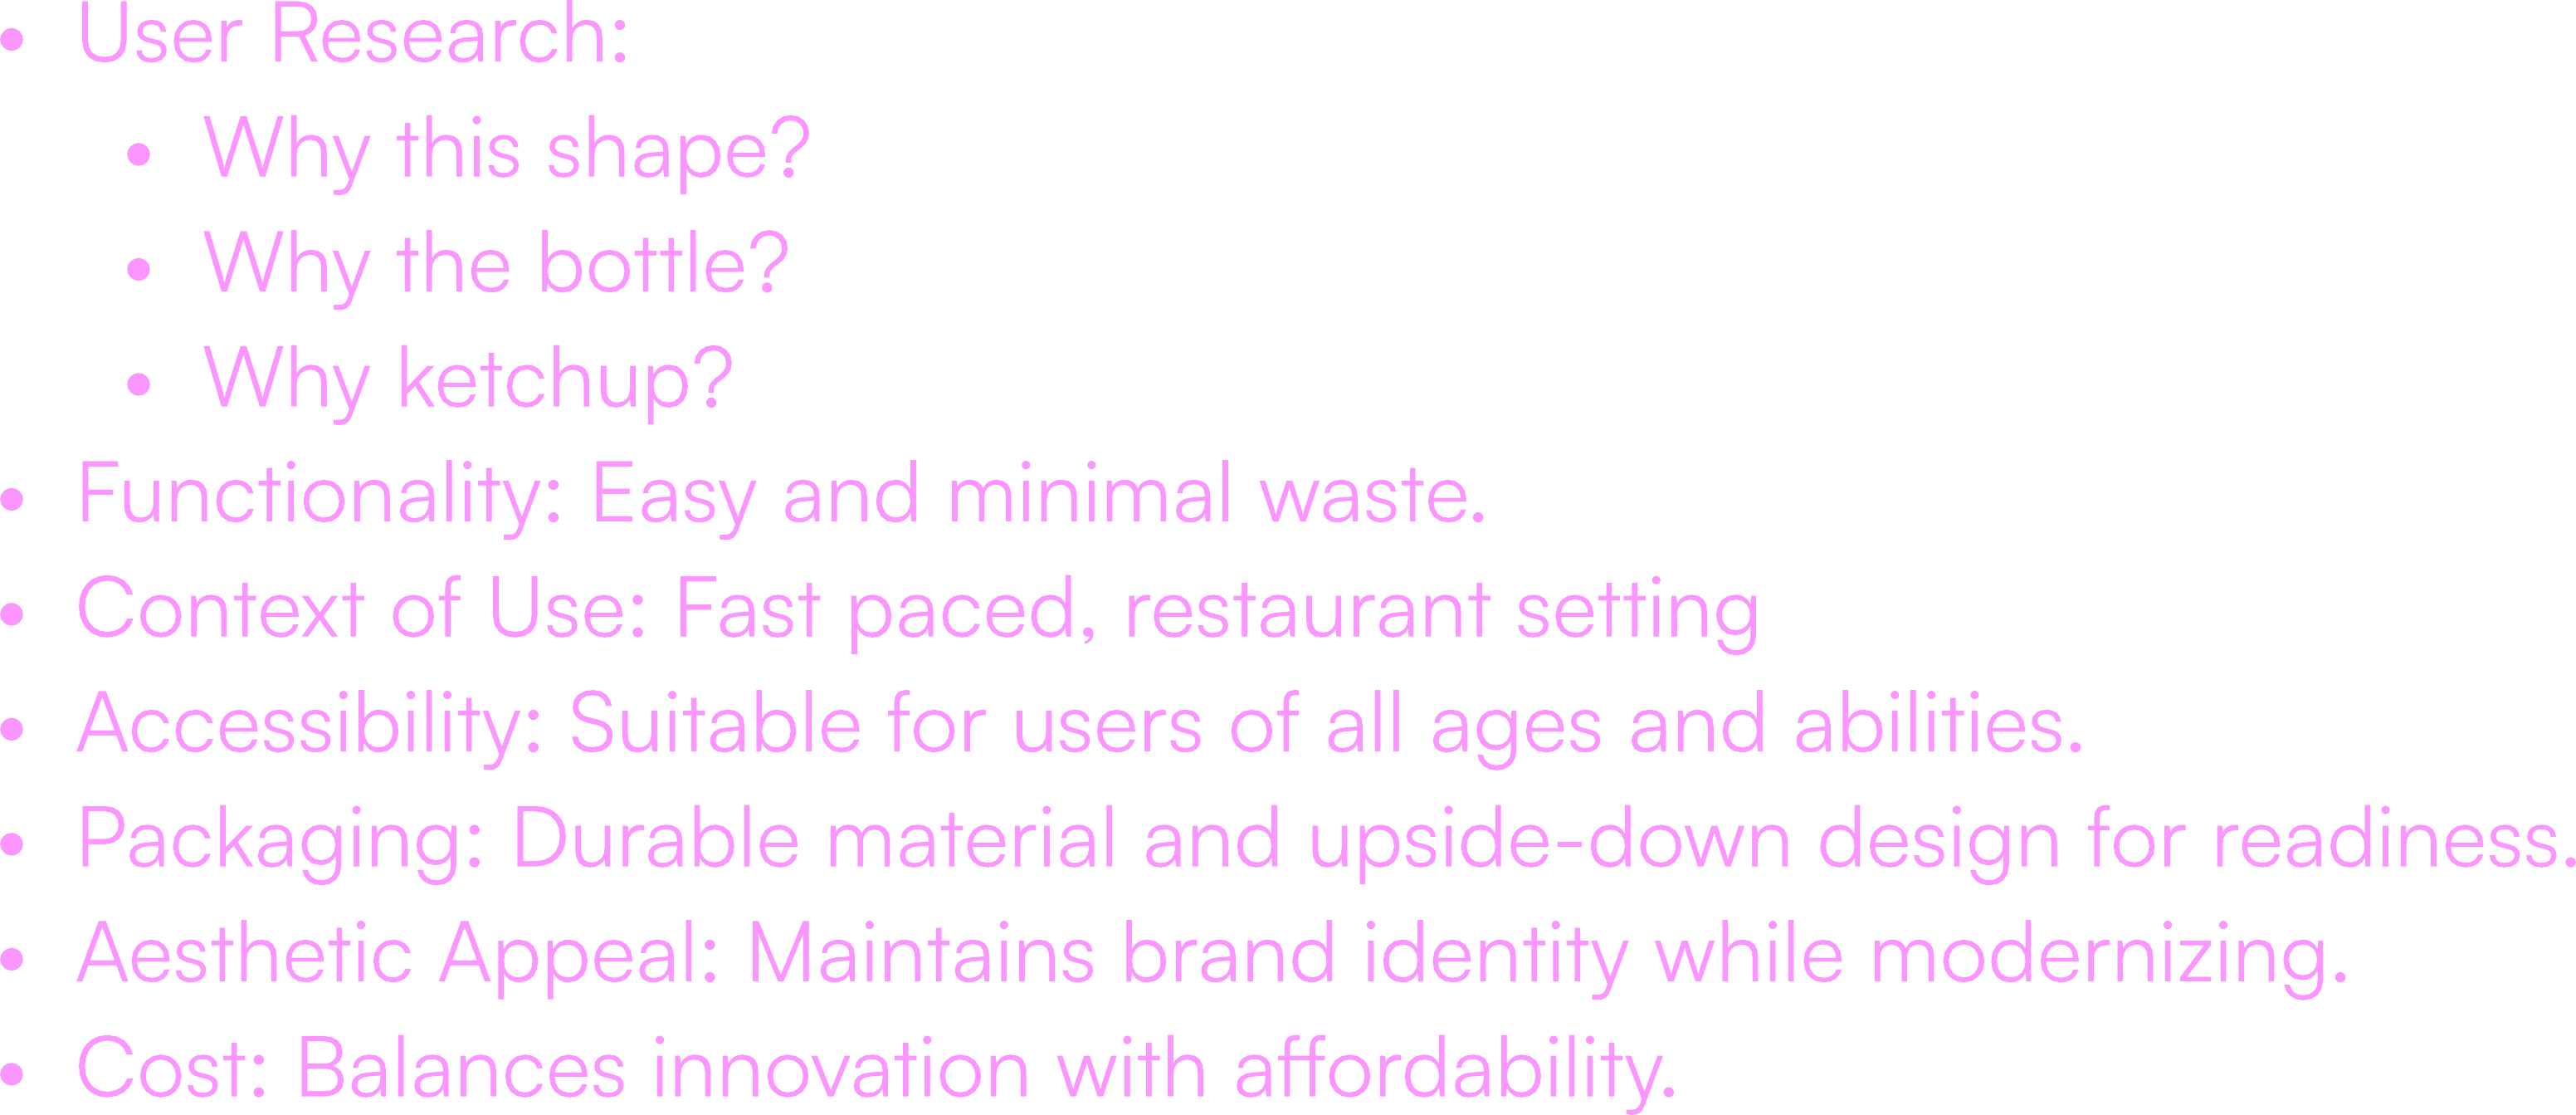 • User Research:
• Why this shape?
• Why the bottle?
• Why ketchup?
• Functionality: Easy and minimal waste.
• Context of Use: Fast paced, restaurant setting
• Accessibility: Suitable for users of all ages and abilities.
• Packaging: Durable material and upside-down design for readiness.
• Aesthetic Appeal: Maintains brand identity while modernizing.
• Cost: Balances innovation with affordability.